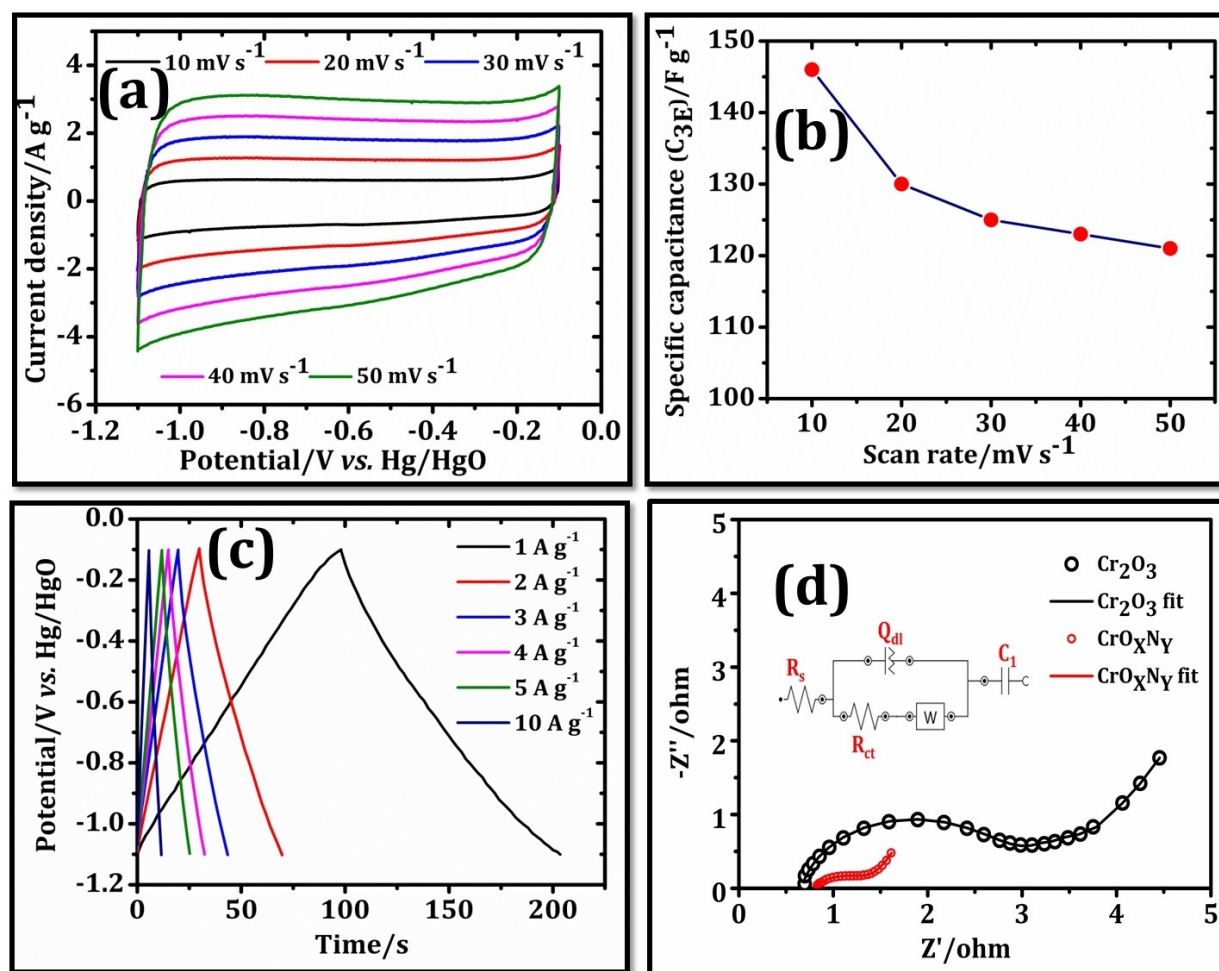 (a)
10 mV s⁻¹ 20 mV s⁻¹ 30 mV s⁻¹
40 mV s⁻¹ 50 mV s⁻¹
Current density/A g⁻¹
4
2
0
-2
-4
-6
-1.2 -1.0 -0.8 -0.6 -0.4 -0.2 0.0
Potential/V vs. Hg/HgO
(b)
Specific capacitance (C₃E)/F g⁻¹
150
140
130
120
110
100
10 20 30 40 50
Scan rate/mV s⁻¹
(c)
Potential/V vs. Hg/HgO
0.0
-0.2
-0.4
-0.6
-0.8
-1.0
-1.2
1 A g⁻¹
2 A g⁻¹
3 A g⁻¹
4 A g⁻¹
5 A g⁻¹
10 A g⁻¹
0 50 100 150 200
Time/s
(d)
-Z''/ohm
5
4
3
2
1
0
Cr₂O₃
Cr₂O₃ fit
CrOXNY
CrOXNY fit
Qdl
C₁
Rs
W
Rct
0 1 2 3 4 5
Z'/ohm